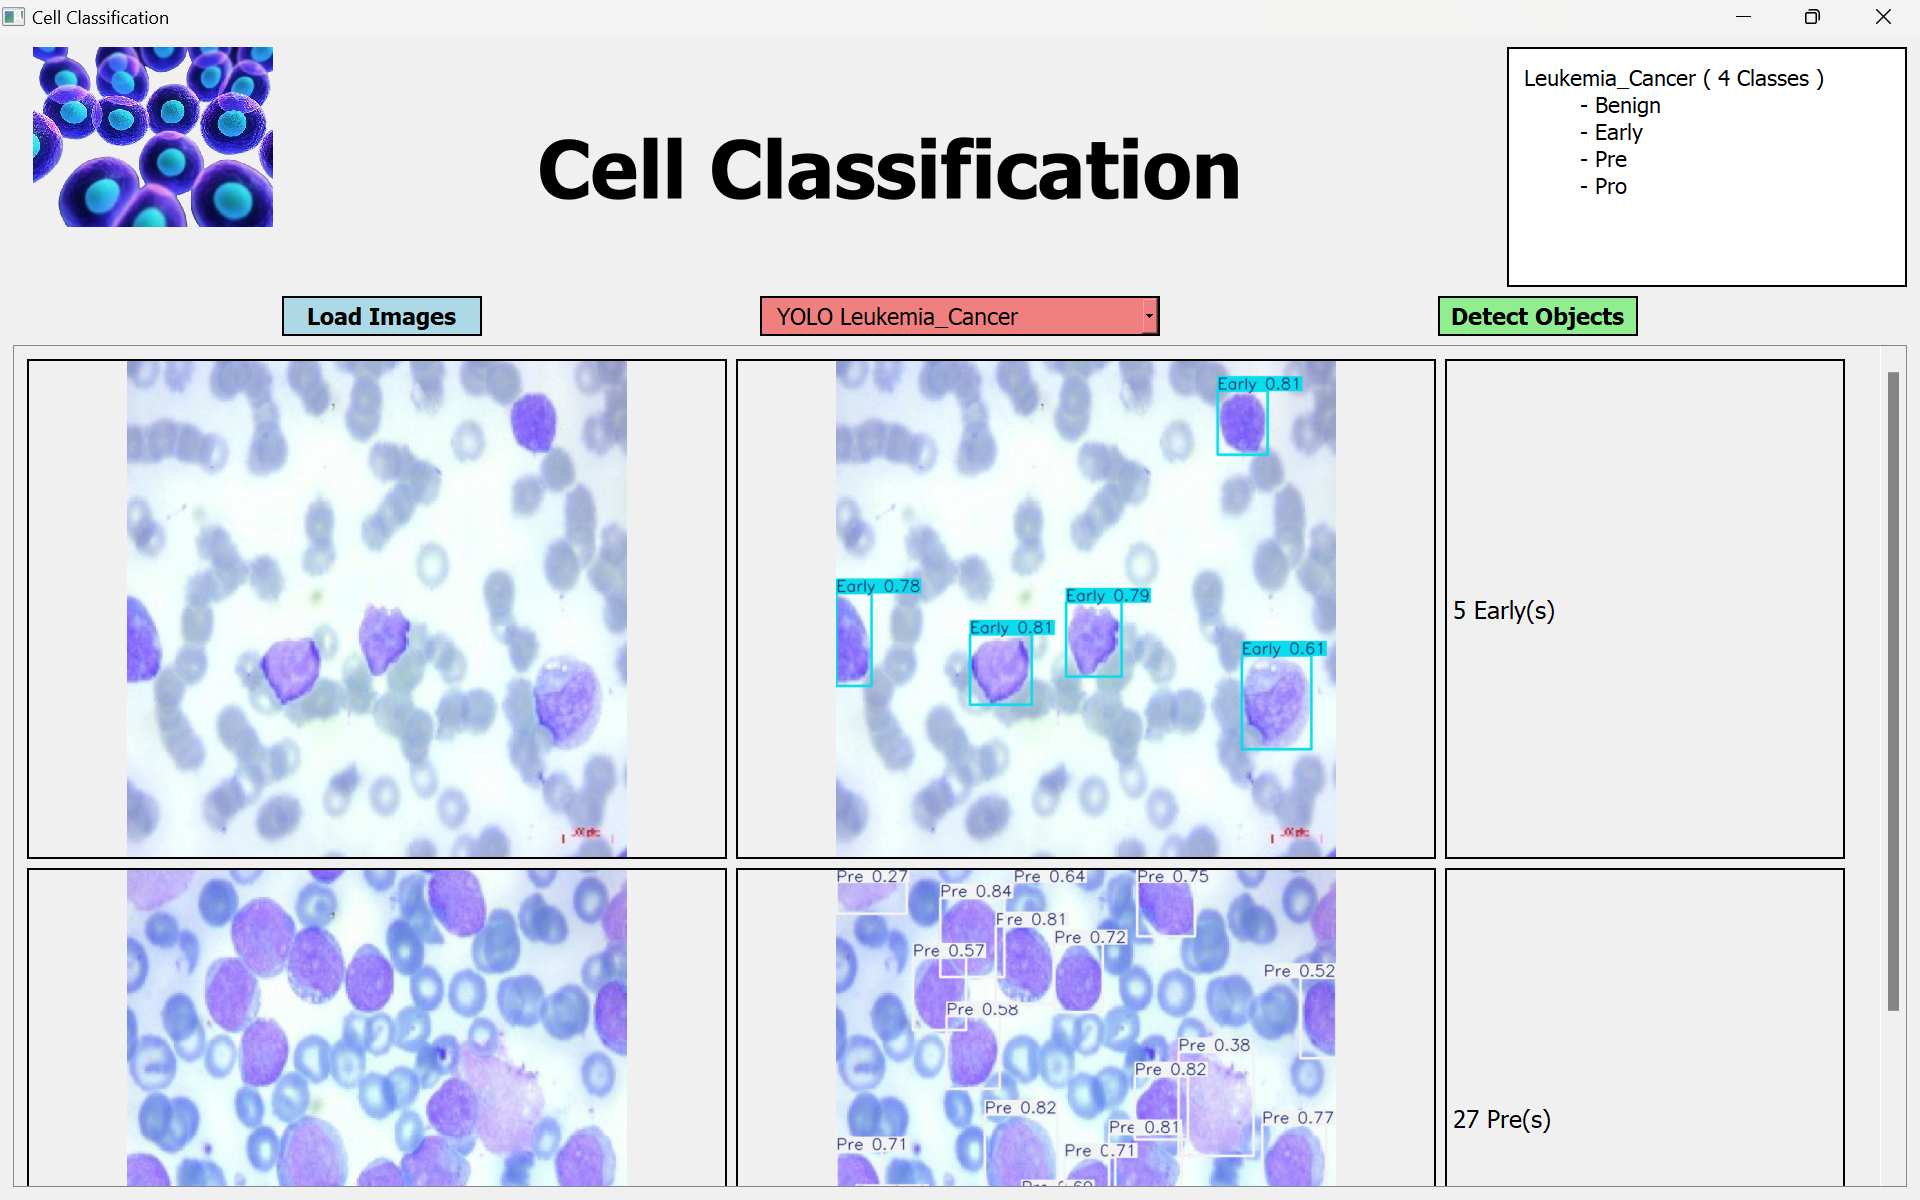 Cell Classification
Leukemia_Cancer ( 4 Classes )
- Benign
- Early
- Pre
- Pro
Cell Classification
Load Images
YOLO Leukemia_Cancer
Detect Objects
Early 0.81
Early 0.78
Early 0.79
Early 0.81
Early 0.61
5 Early(s)
Pre 0.27
Pre 0.64
Pre 0.75
Pre 0.84
Pre 0.81
Pre 0.72
Pre 0.57
Pre 0.52
Pre 0.58
Pre 0.38
Pre 0.82
Pre 0.82
Pre 0.77
Pre 0.81
Pre 0.71
Pre 0.71
27 Pre(s)